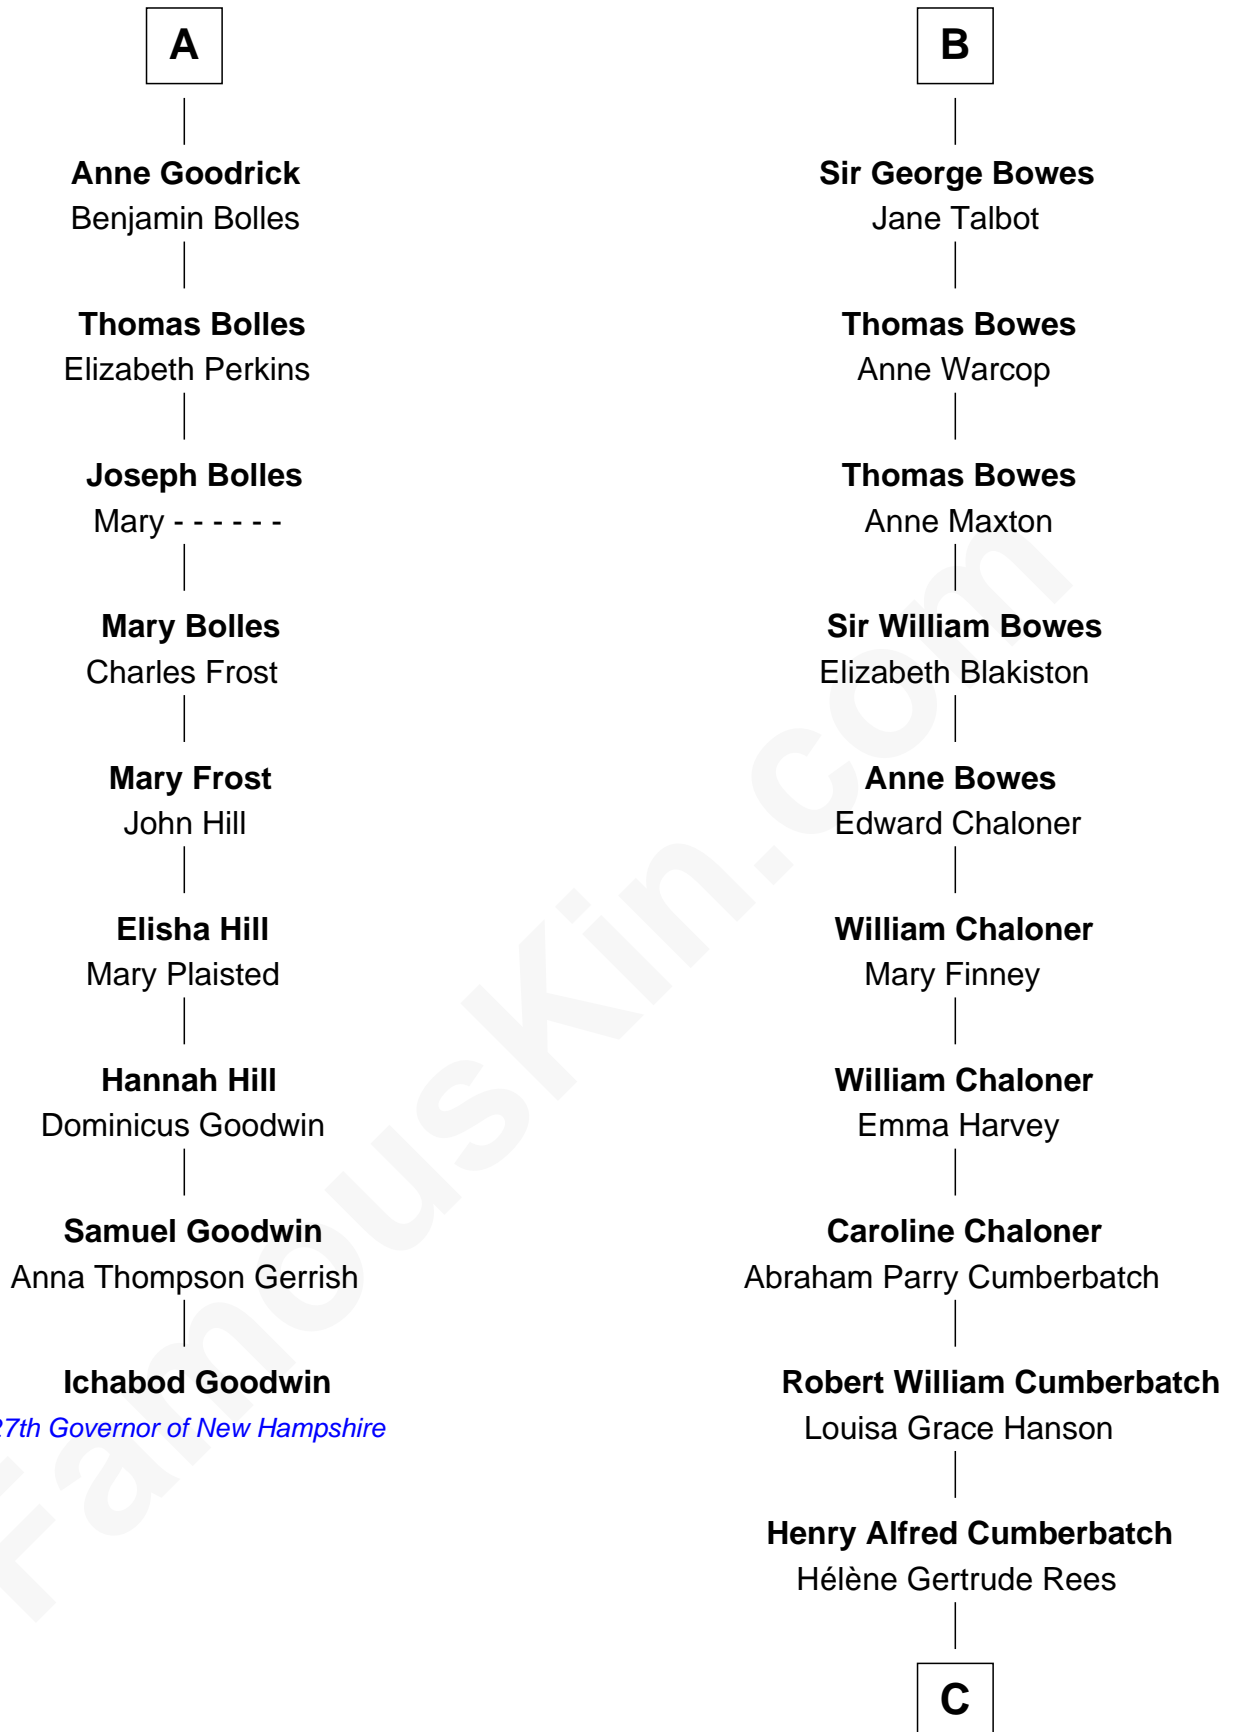 A
Anne Goodrick
Benjamin Bolles
Thomas Bolles
Elizabeth Perkins
Joseph Bolles
Mary - - - - - -
Mary Bolles
Charles Frost
Mary Frost
John Hill
Elisha Hill
Mary Plaisted
Hannah Hill
Dominicus Goodwin
Samuel Goodwin
Anna Thompson Gerrish
Ichabod Goodwin
27th Governor of New Hampshire
B
Sir George Bowes
Jane Talbot
Thomas Bowes
Anne Warcop
Thomas Bowes
Anne Maxton
Sir William Bowes
Elizabeth Blakiston
Anne Bowes
Edward Chaloner
William Chaloner
Mary Finney
William Chaloner
Emma Harvey
Caroline Chaloner
Abraham Parry Cumberbatch
Robert William Cumberbatch
Louisa Grace Hanson
Henry Alfred Cumberbatch
Hélène Gertrude Rees
C
FamousKin.com